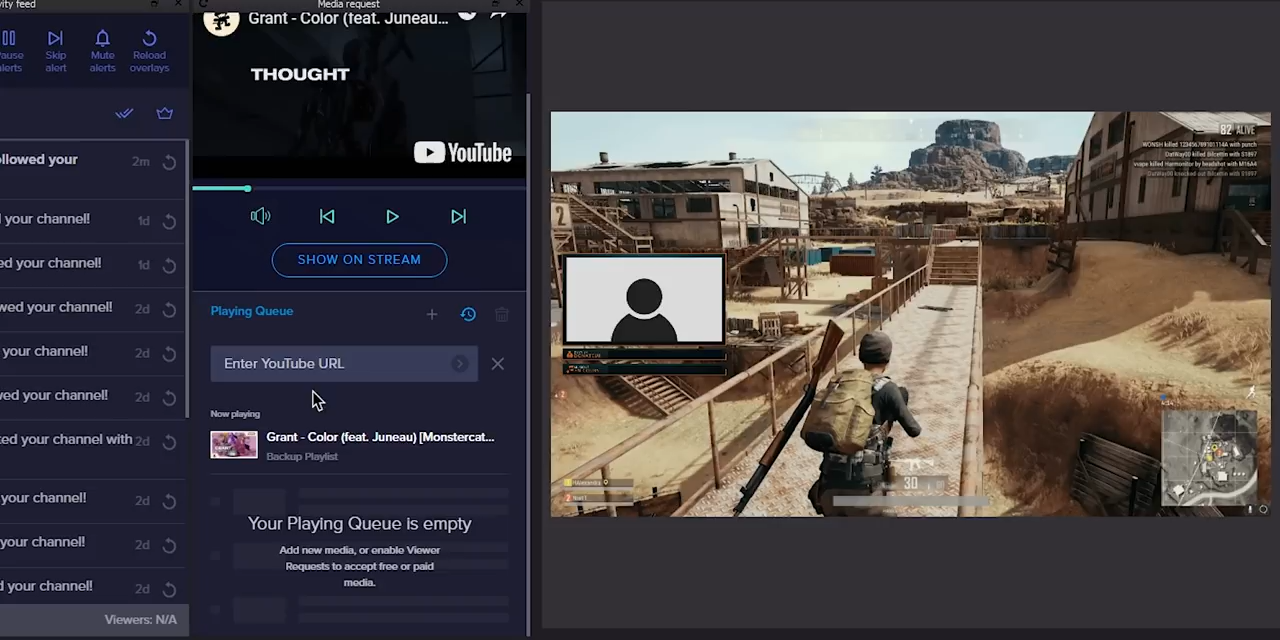 vity feed
Media request
Grant - Color (feat. Juneau...
THOUGHT
YouTube
Pause alerts
Skip alert
Mute alerts
Reload overlays
ollowed your 2m
d your channel! 1d
ed your channel! 1d
wed your channel! 2d
your channel! 2d
wed your channel! 2d
ted your channel with 2d
your channel! 2d
your channel! 2d
d your channel! 2d
Viewers: N/A
SHOW ON STREAM
Playing Queue
Enter YouTube URL
Now playing
Grant - Color (feat. Juneau) [Monstercat...
Backup Playlist
Your Playing Queue is empty
Add new media, or enable Viewer
Requests to accept free or paid
media.
82 ALIVE
2
30